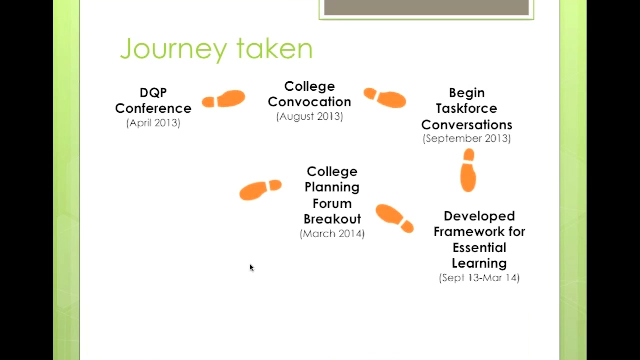 Journey taken
DQP
Conference
(April 2013)
College
Convocation
(August 2013)
Begin
Taskforce
Conversations
(September 2013)
Developed
Framework for
Essential
Learning
(Sept 13-Mar 14)
College
Planning
Forum
Breakout
(March 2014)